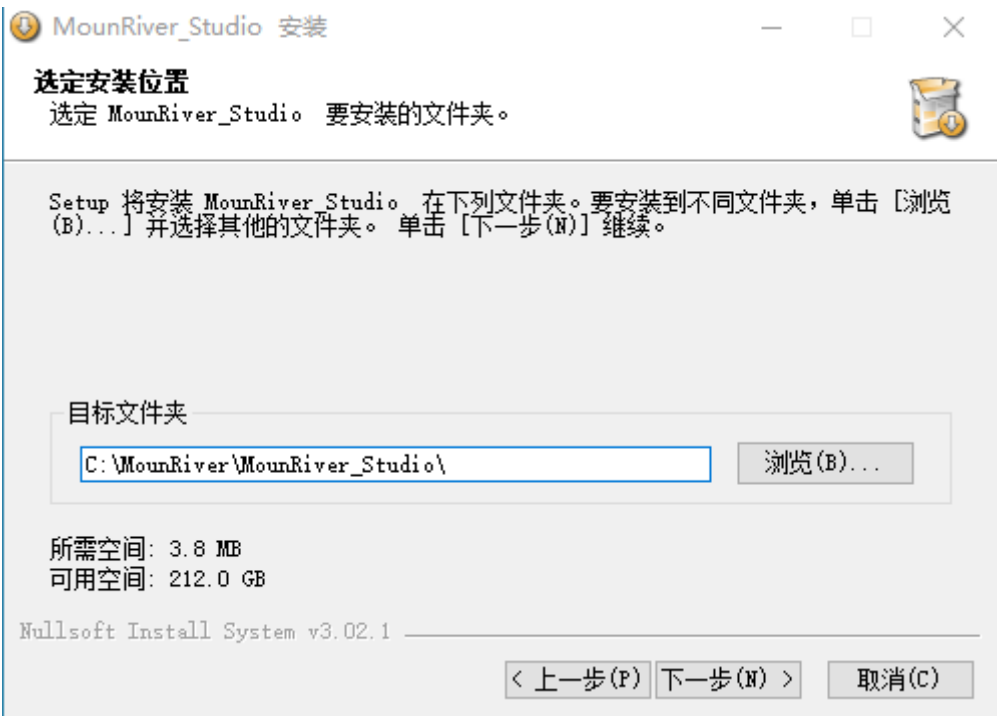 MounRiver_Studio 安装
选定安装位置
选定 MounRiver_Studio 要安装的文件夹。
Setup 将安装 MounRiver_Studio 在下列文件夹。要安装到不同文件夹，单击 [浏览
(B)...] 并选择其他的文件夹。 单击 [下一步(N)] 继续。
目标文件夹
C:\MounRiver\MounRiver_Studio\
浏览(B)...
所需空间: 3.8 MB
可用空间: 212.0 GB
Nullsoft Install System v3.02.1
< 上一步(P) 下一步(N) > 取消(C)